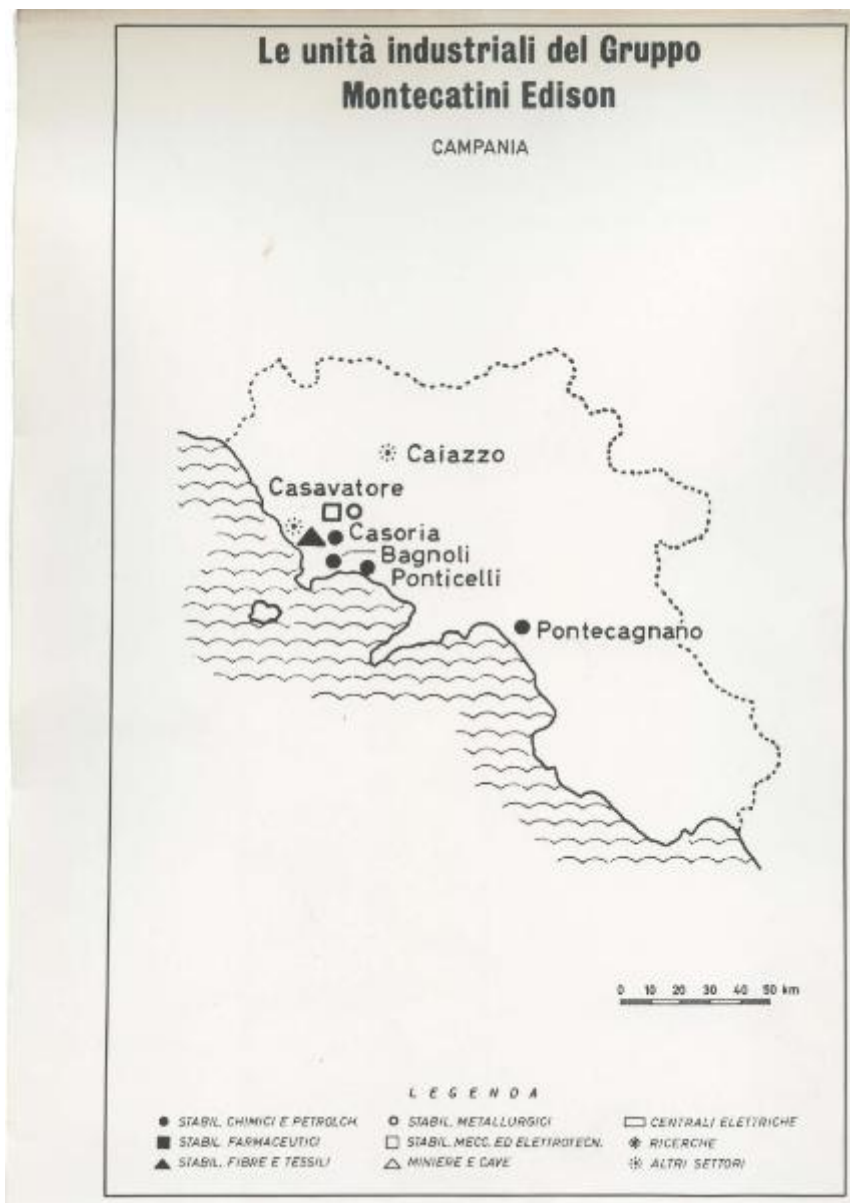 Le unità industriali del Gruppo
Montecatini Edison
CAMPANIA
Caiazzo
Casavatore
Casoria
Bagnoli
Ponticelli
Pontecagnano
0 10 20 30 40 50 km
LEGENDA
STABIL. CHIMICI E PETROLCH.
STABIL. FARMACEUTICI
STABIL. FIBRE E TESSILI
STABIL. METALLURGICI
STABIL. MECC. ED ELETTROTECN.
MINIERE E CAVE
CENTRALI ELETTRICHE
RICERCHE
ALTRI SETTORI